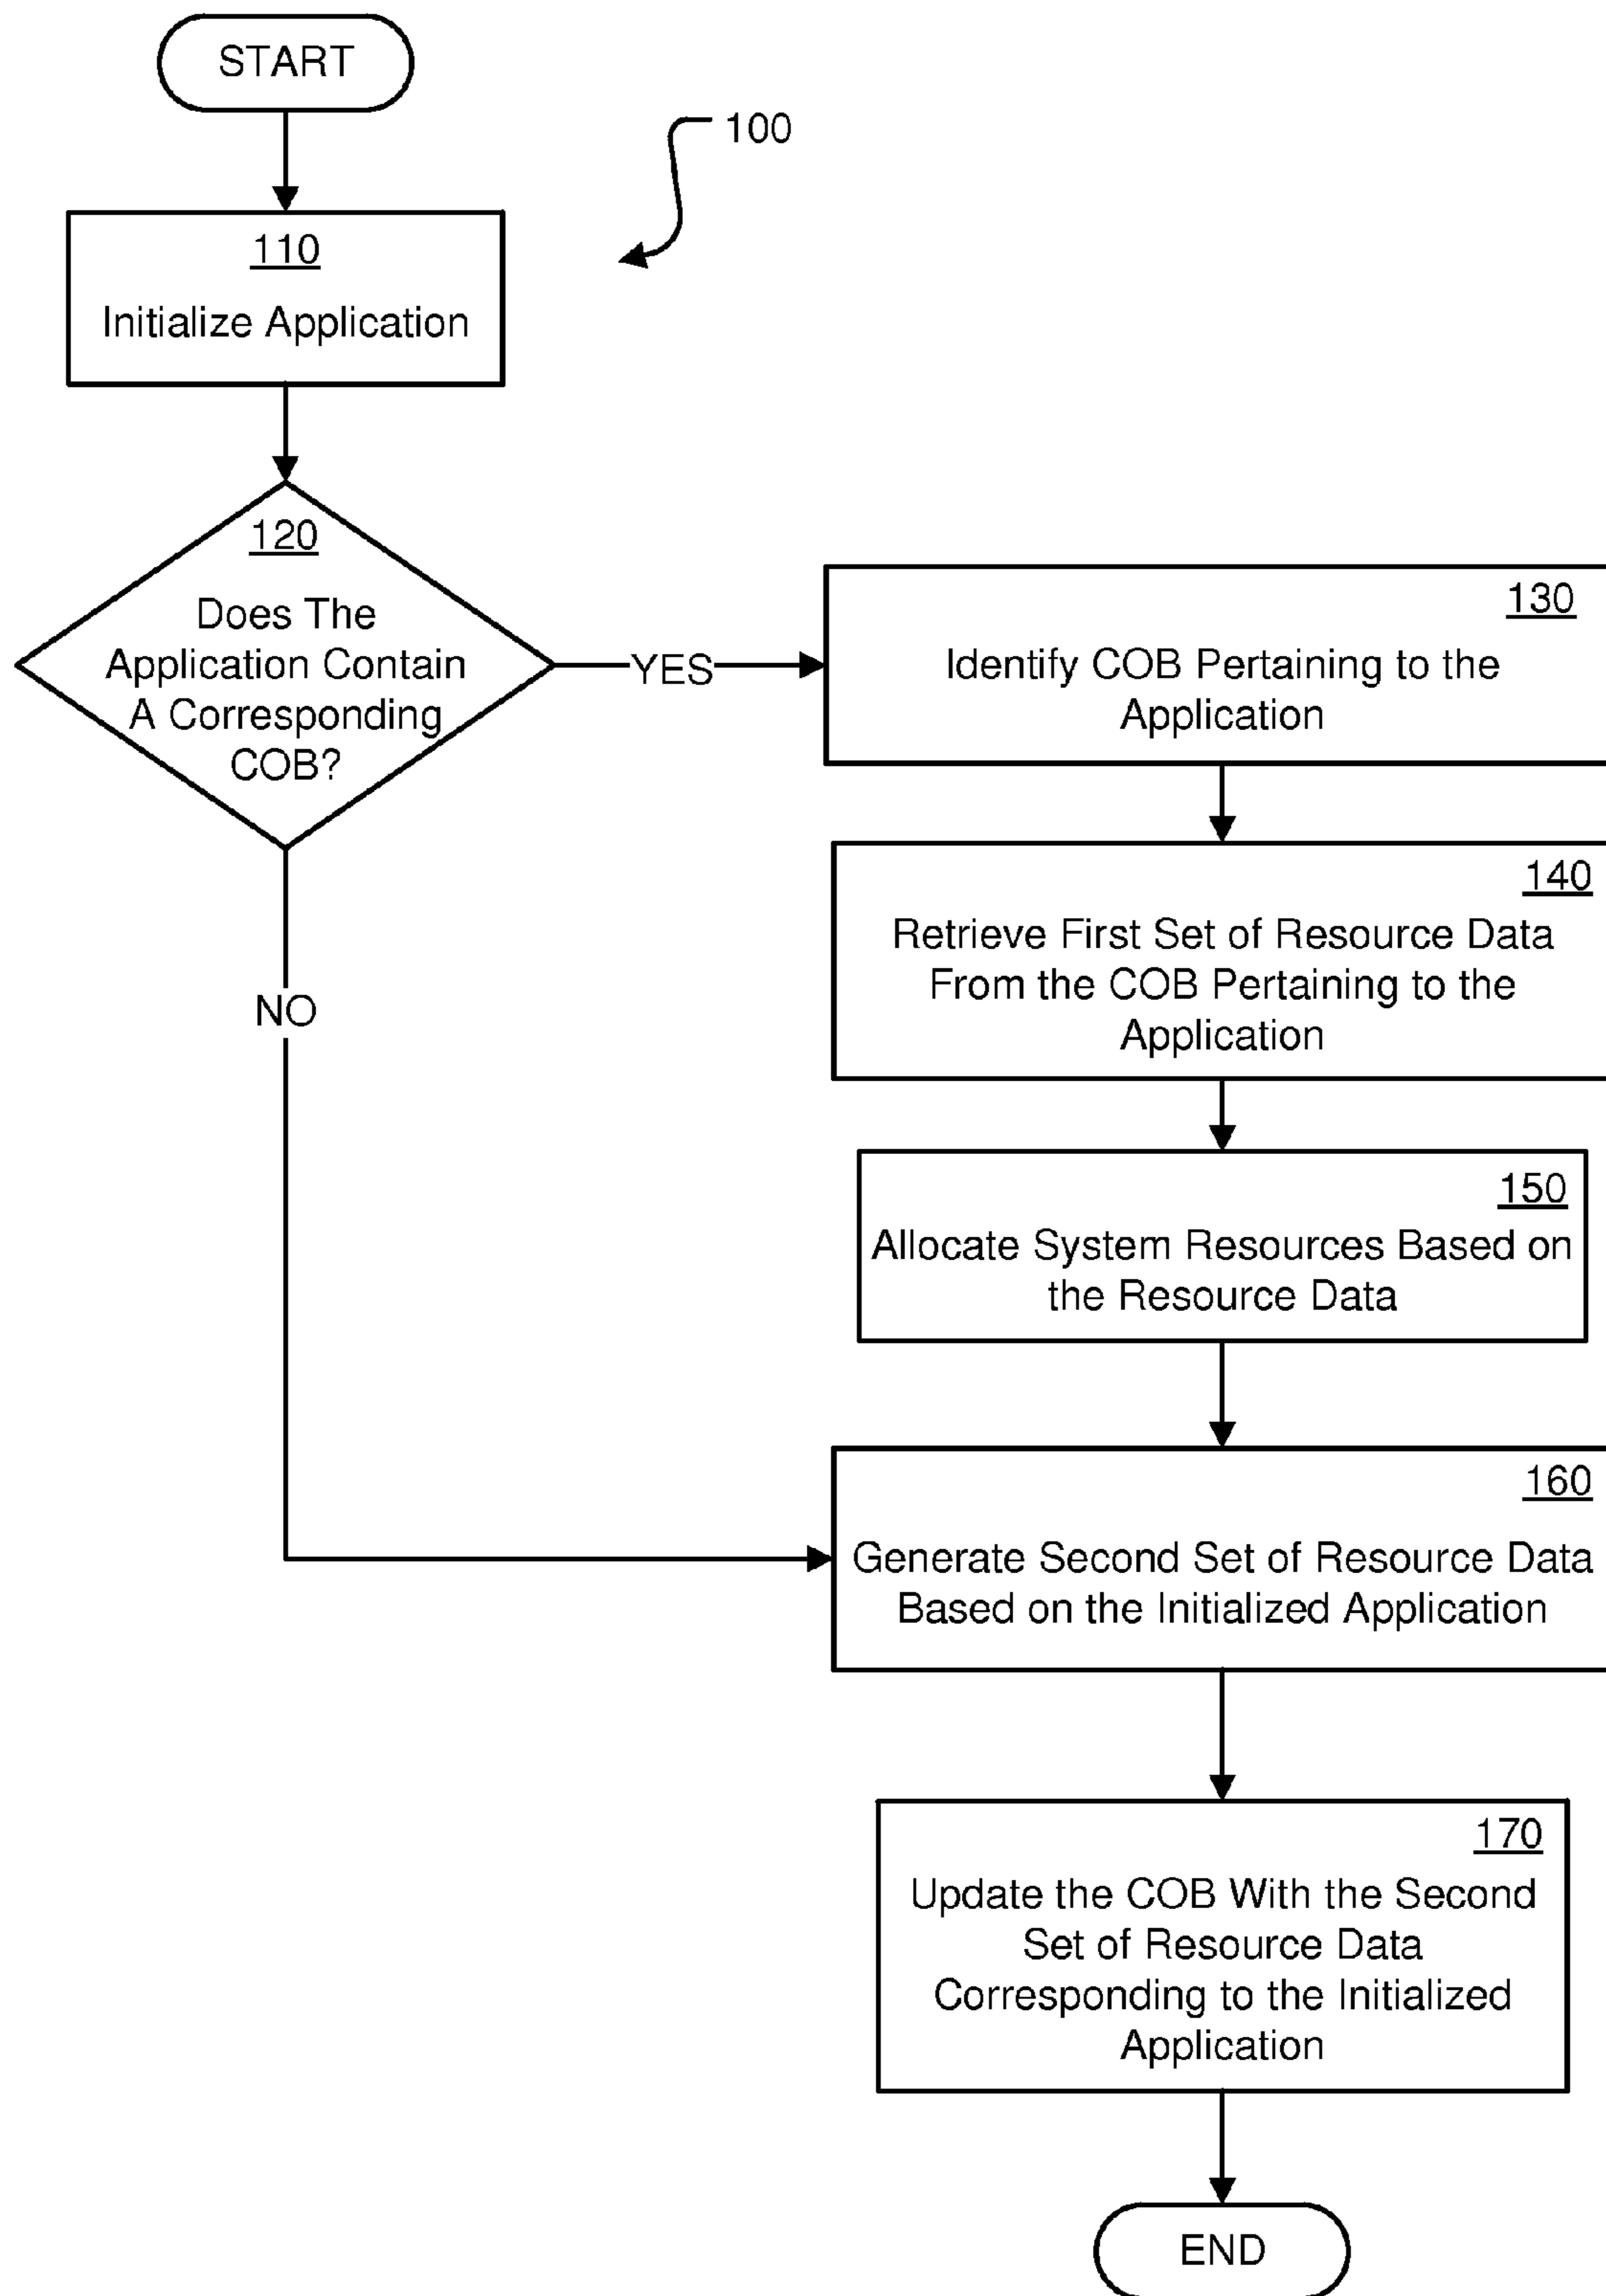 START
100
110
Initialize Application
120
Does The
Application Contain
A Corresponding
COB?
YES
NO
130
Identify COB Pertaining to the
Application
140
Retrieve First Set of Resource Data
From the COB Pertaining to the
Application
150
Allocate System Resources Based on
the Resource Data
160
Generate Second Set of Resource Data
Based on the Initialized Application
170
Update the COB With the Second
Set of Resource Data
Corresponding to the Initialized
Application
END